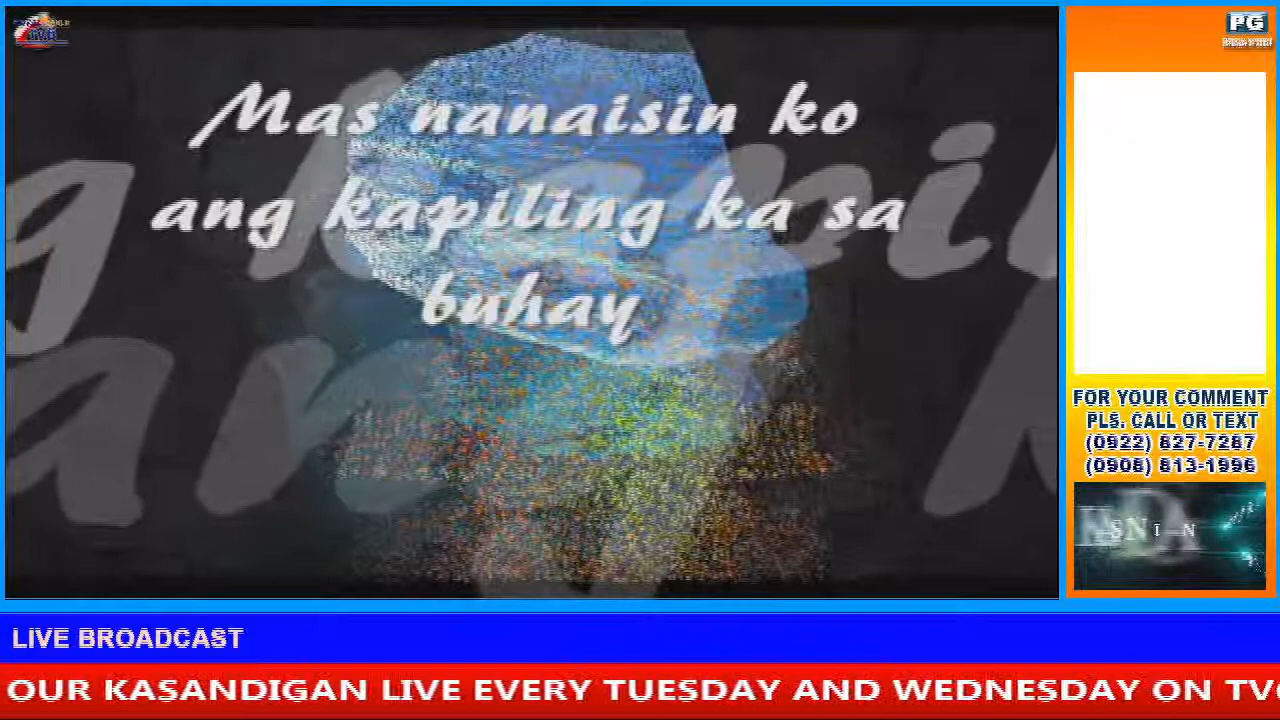 Mas nanaisin ko
ang kapiling ka sa
buhay
PG
FOR YOUR COMMENT
PLS. CALL OR TEXT
(0922) 827-7287
(0908) 813-1996
LIVE BROADCAST
OUR KASANDIGAN LIVE EVERY TUESDAY AND WEDNESDAY ON